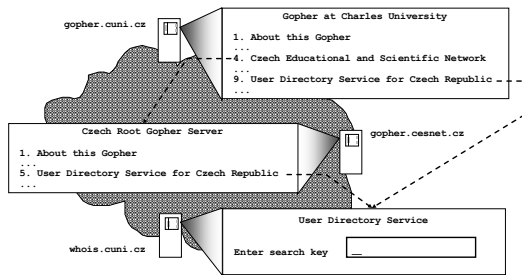 gopher.cuni.cz
Gopher at Charles University
1. About this Gopher
...
4. Czech Educational and Scientific Network
...
9. User Directory Service for Czech Republic
...
Czech Root Gopher Server
1. About this Gopher
...
5. User Directory Service for Czech Republic
...
gopher.cesnet.cz
User Directory Service
Enter search key
__
whois.cuni.cz